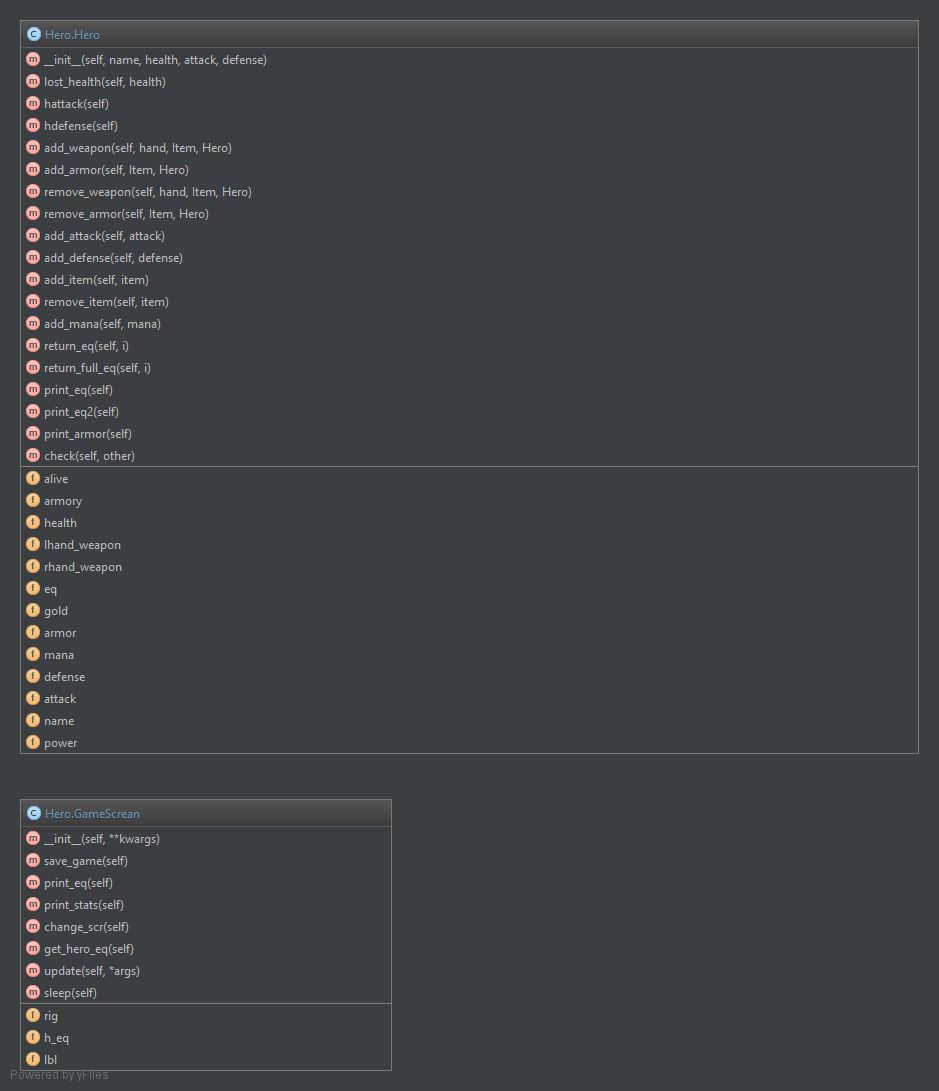 Hero.Hero
__init__(self, name, health, attack, defense)
lost_health(self, health)
hattack(self)
hdefense(self)
add_weapon(self, hand, Item, Hero)
add_armor(self, Item, Hero)
remove_weapon(self, hand, Item, Hero)
remove_armor(self, Item, Hero)
add_attack(self, attack)
add_defense(self, defense)
add_item(self, item)
remove_item(self, item)
add_mana(self, mana)
return_eq(self, i)
return_full_eq(self, i)
print_eq(self)
print_eq2(self)
print_armor(self)
check(self, other)
alive
armory
health
lhand_weapon
rhand_weapon
eq
gold
armor
mana
defense
attack
name
power
Hero.GameScrean
__init__(self, **kwargs)
save_game(self)
print_eq(self)
print_stats(self)
change_scr(self)
get_hero_eq(self)
update(self, *args)
sleep(self)
rig
h_eq
lbl
Powered by yFiles